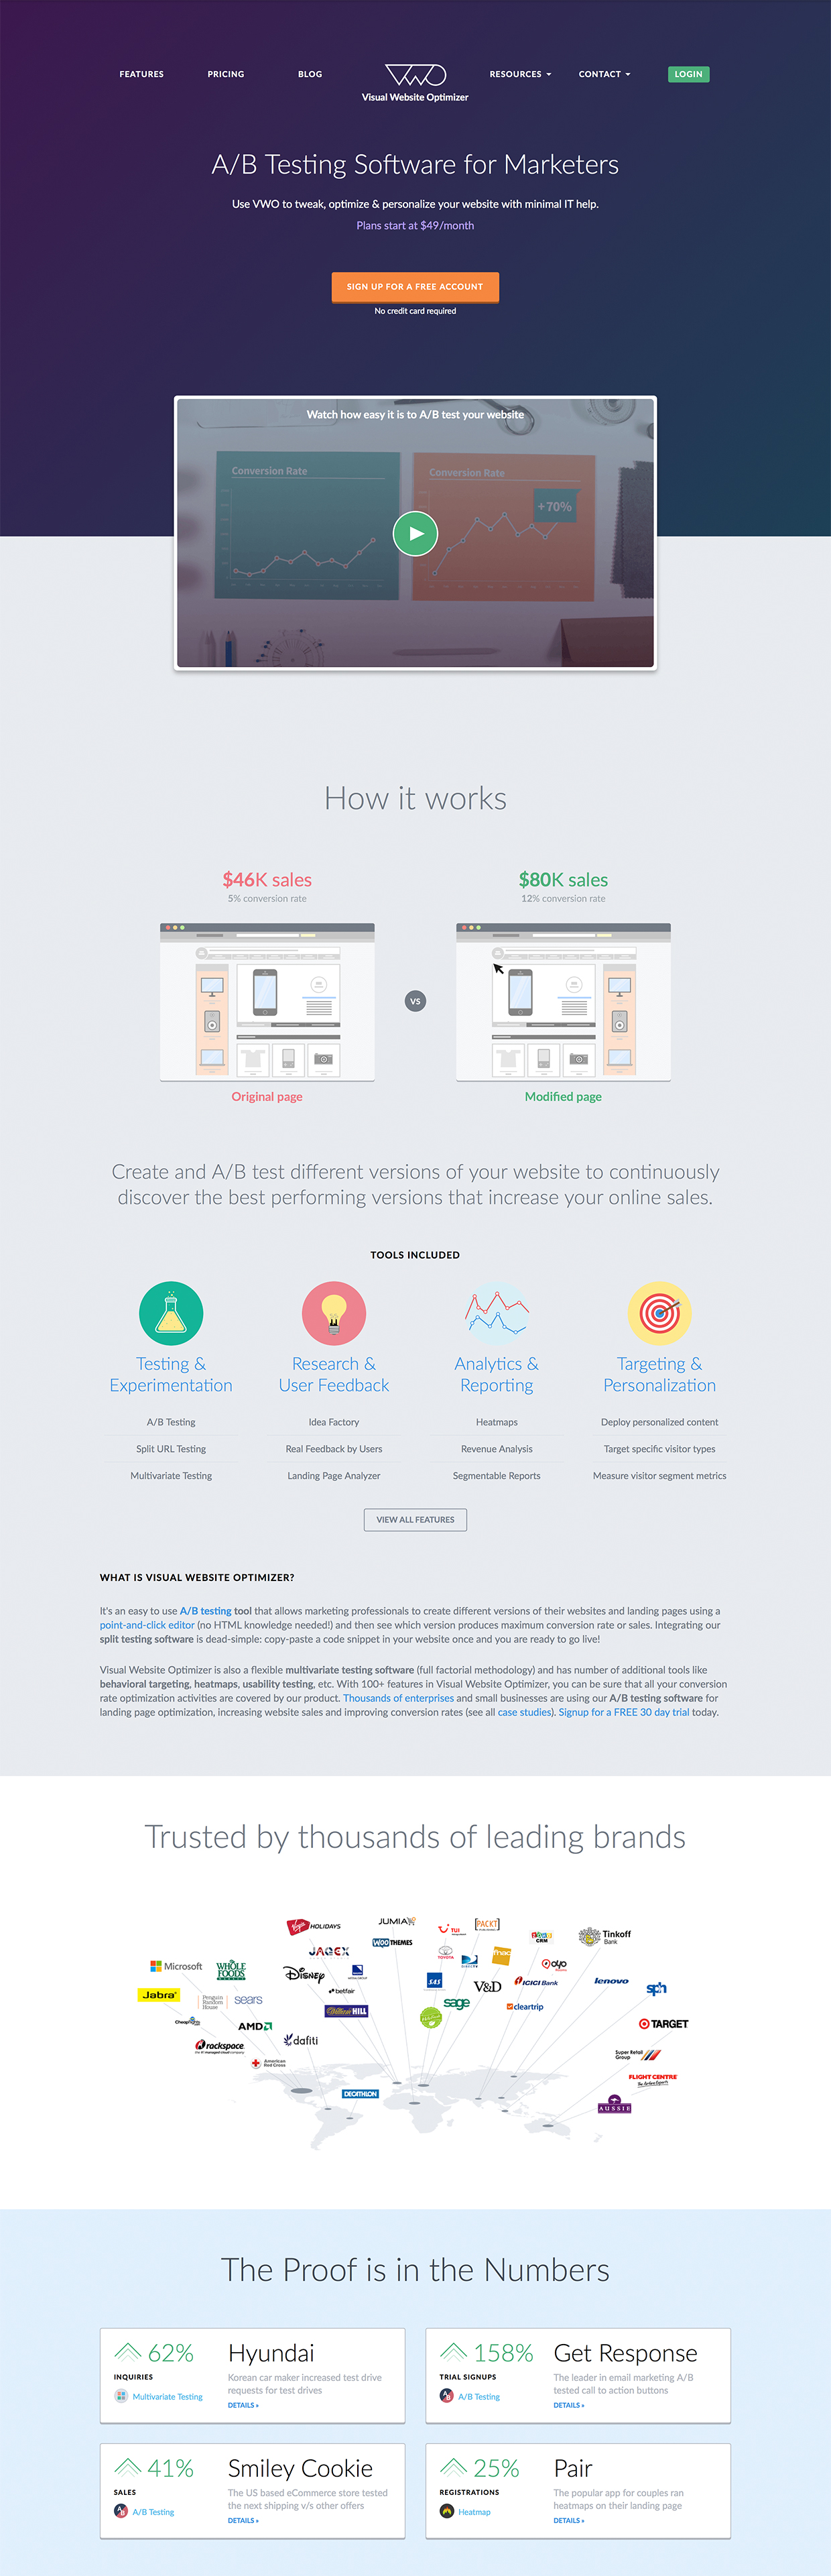 FEATURES
PRICING
BLOG
VWO
Visual Website Optimizer
RESOURCES
CONTACT
LOGIN
A/B Testing Software for Marketers
Use VWO to tweak, optimize & personalize your website with minimal IT help.
Plans start at $49/month
SIGN UP FOR A FREE ACCOUNT
No credit card required
Watch how easy it is to A/B test your website
Conversion Rate
Conversion Rate
+70%
How it works
$46K sales
5% conversion rate
$80K sales
12% conversion rate
VS
Original page
Modified page
Create and A/B test different versions of your website to continuously
discover the best performing versions that increase your online sales.
TOOLS INCLUDED
Testing &
Experimentation
A/B Testing
Split URL Testing
Multivariate Testing
Research &
User Feedback
Idea Factory
Real Feedback by Users
Landing Page Analyzer
Analytics &
Reporting
Heatmaps
Revenue Analysis
Segmentable Reports
Targeting &
Personalization
Deploy personalized content
Target specific visitor types
Measure visitor segment metrics
VIEW ALL FEATURES
WHAT IS VISUAL WEBSITE OPTIMIZER?
It's an easy to use A/B testing tool that allows marketing professionals to create different versions of their websites and landing pages using a
point-and-click editor (no HTML knowledge needed!) and then see which version produces maximum conversion rate or sales. Integrating our
split testing software is dead-simple: copy-paste a code snippet in your website once and you are ready to go live!
Visual Website Optimizer is also a flexible multivariate testing software (full factorial methodology) and has number of additional tools like
behavioral targeting, heatmaps, usability testing, etc. With 100+ features in Visual Website Optimizer, you can be sure that all your conversion
rate optimization activities are covered by our product. Thousands of enterprises and small businesses are using our A/B testing software for
landing page optimization, increasing website sales and improving conversion rates (see all case studies). Signup for a FREE 30 day trial today.
Trusted by thousands of leading brands
Virgin HOLIDAYS
JUMIA
TUI
PACKT
ZOHO CRM
Tinkoff
Bank
JAGEX
WOOTHEMES
TOYOTA
fnac
oyo
Microsoft
WHOLE
FOODS
MARKET
Disney
betfair
SAS
V&D
ICICI Bank
lenovo
sph
Jabra
Penguin
Random
House
sears
William HILL
sage
cleartrip
Cheapflights
AMD
TARGET
rackspace
dafiti
Super Retail
Group
American
Red Cross
FLIGHT CENTRE
DECATHLON
AUSSIE
The Proof is in the Numbers
62%
INQUIRIES
Multivariate Testing
Hyundai
Korean car maker increased test drive
requests for test drives
DETAILS »
158%
TRIAL SIGNUPS
A/B Testing
Get Response
The leader in email marketing A/B
tested call to action buttons
DETAILS »
41%
SALES
A/B Testing
Smiley Cookie
The US based eCommerce store tested
the next shipping v/s other offers
DETAILS »
25%
REGISTRATIONS
Heatmap
Pair
The popular app for couples ran
heatmaps on their landing page
DETAILS »